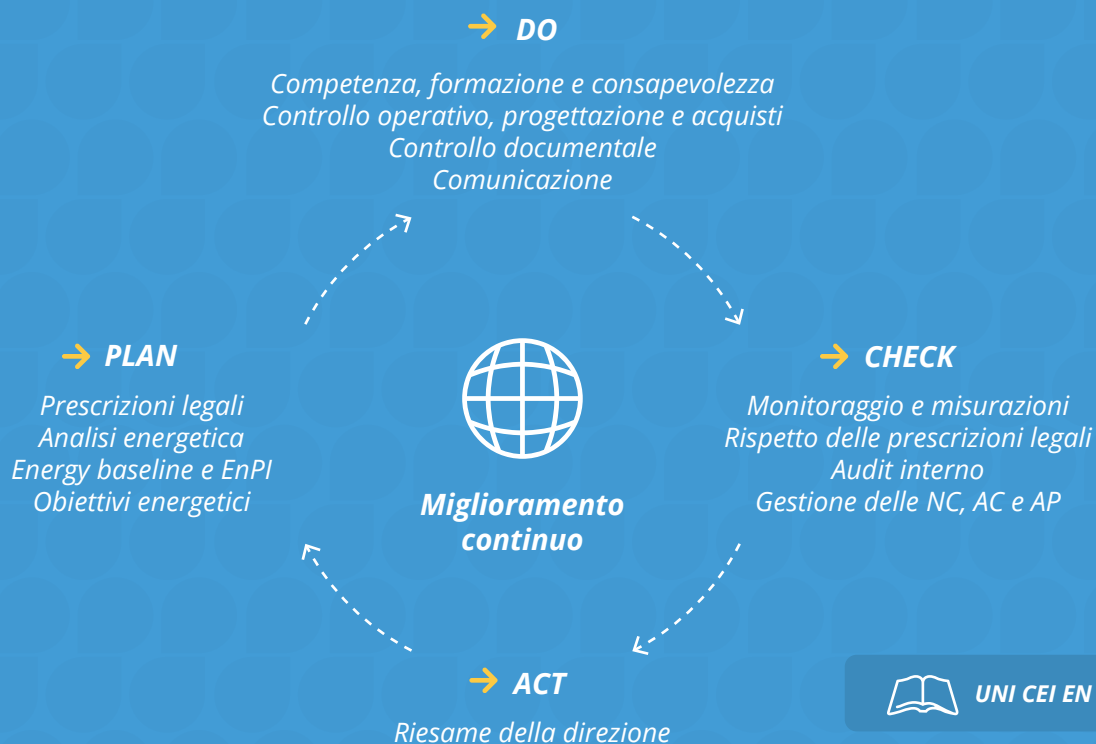 DO
Competenza, formazione e consapevolezza
Controllo operativo, progettazione e acquisti
Controllo documentale
Comunicazione
PLAN
Prescrizioni legali
Analisi energetica
Energy baseline e EnPI
Obiettivi energetici
CHECK
Monitoraggio e misurazioni
Rispetto delle prescrizioni legali
Audit interno
Gestione delle NC, AC e AP
Miglioramento
continuo
ACT
Riesame della direzione
UNI CEI EN